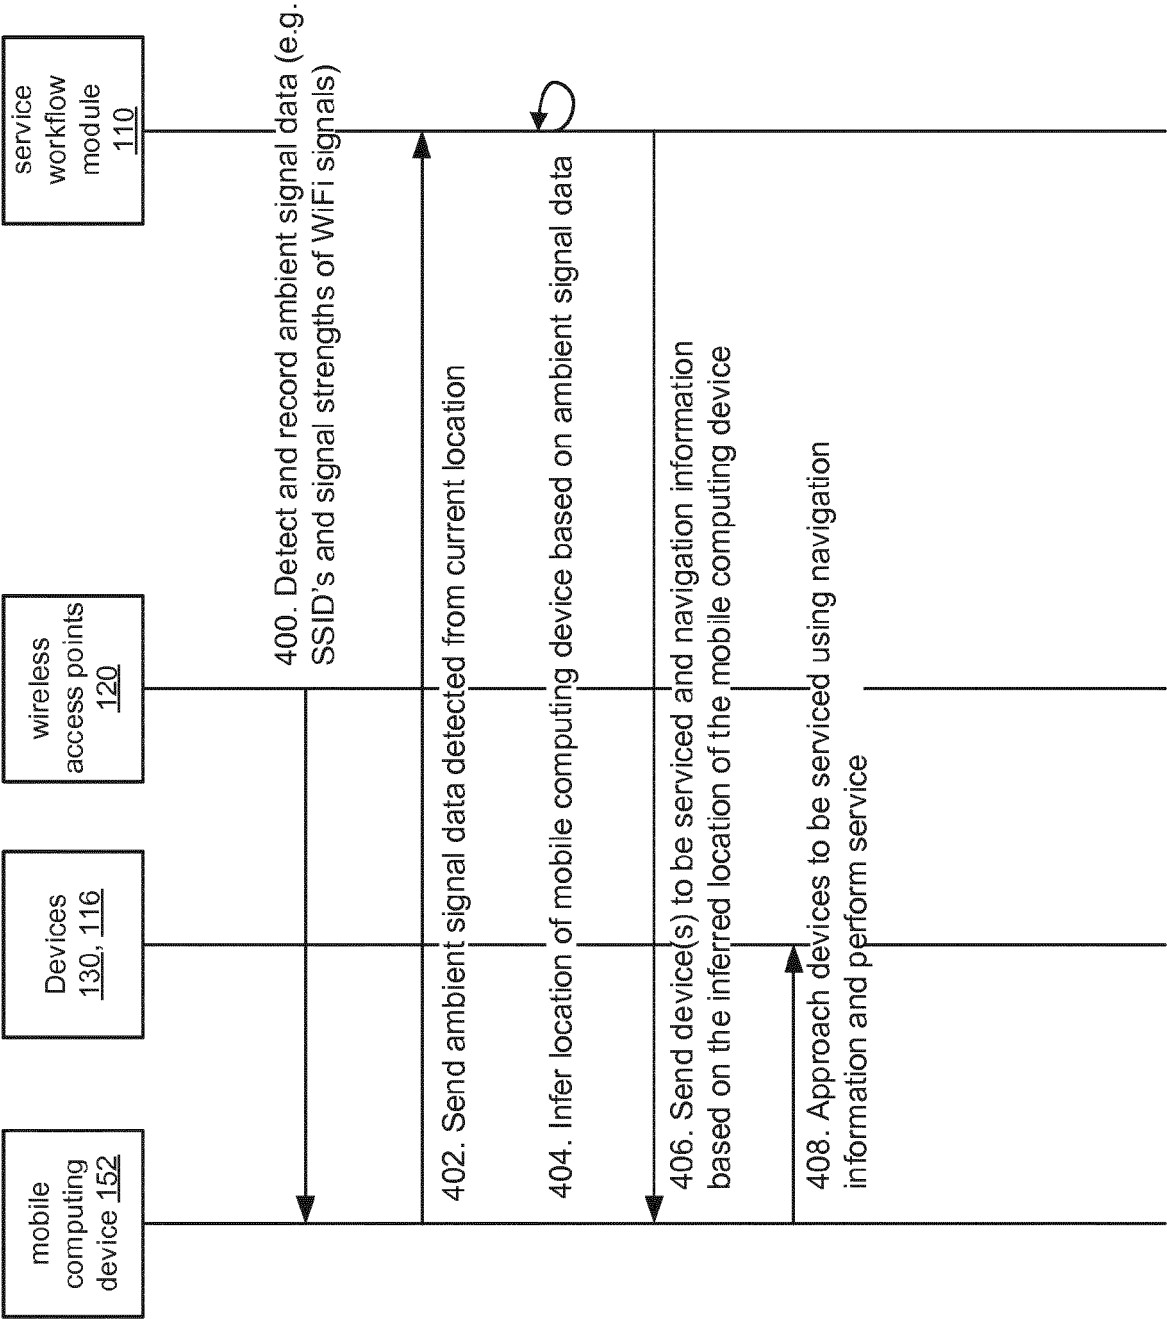 mobile
computing
device 152
Devices
130, 116
wireless
access points
120
service
workflow
module
110
400. Detect and record ambient signal data (e.g.
SSID's and signal strengths of WiFi signals)
402. Send ambient signal data detected from current location
404. Infer location of mobile computing device based on ambient signal data
406. Send device(s) to be serviced and navigation information
based on the inferred location of the mobile computing device
408. Approach devices to be serviced using navigation
information and perform service